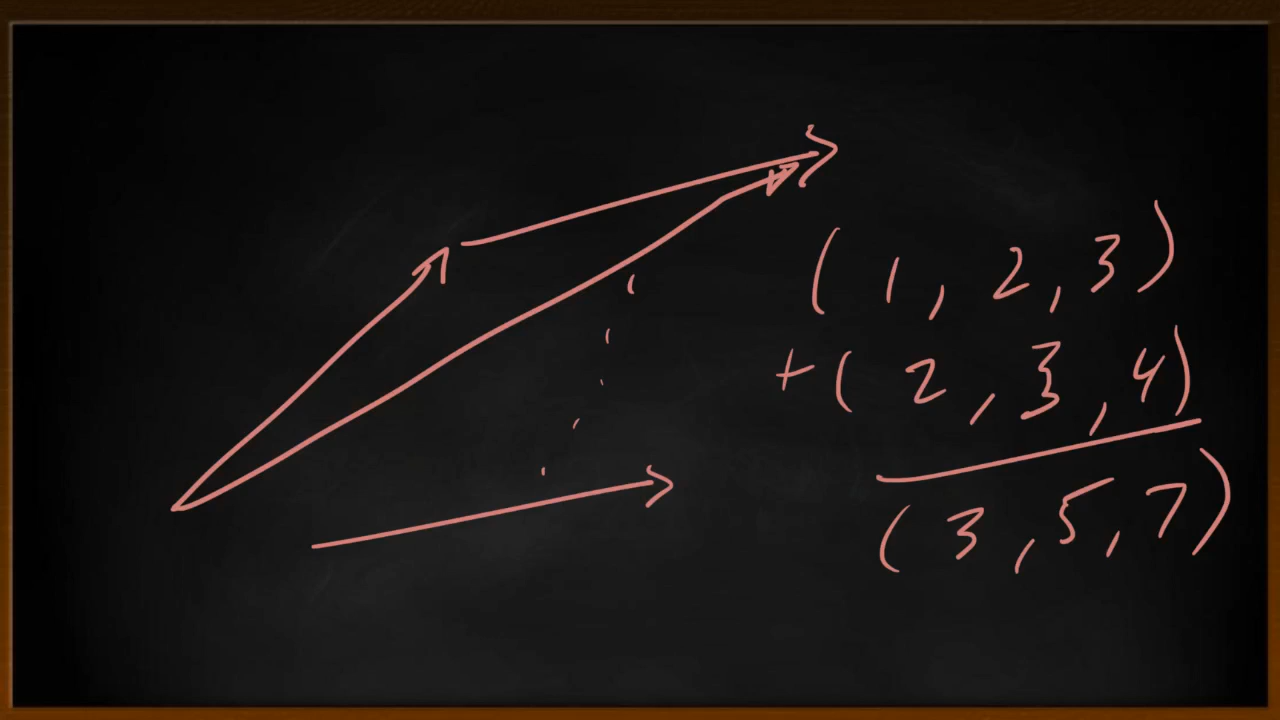 (1, 2, 3)
+(2, 3, 4)
(3, 5, 7)